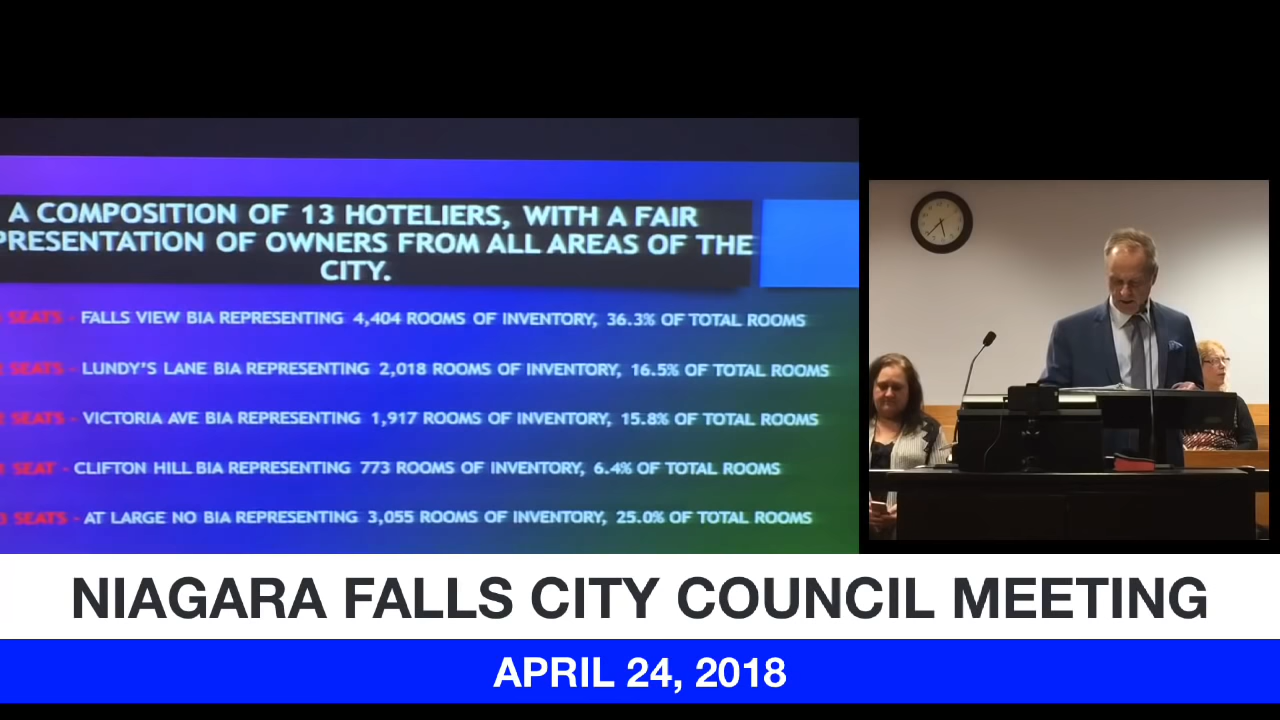 A COMPOSITION OF 13 HOTELIERS, WITH A FAIR
PRESENTATION OF OWNERS FROM ALL AREAS OF THE
CITY.
SEATS - FALLS VIEW BIA REPRESENTING 4,404 ROOMS OF INVENTORY, 36.3% OF TOTAL ROOMS
SEATS - LUNDY'S LANE BIA REPRESENTING 2,018 ROOMS OF INVENTORY, 16.5% OF TOTAL ROOMS
SEATS - VICTORIA AVE BIA REPRESENTING 1,917 ROOMS OF INVENTORY, 15.8% OF TOTAL ROOMS
SEAT - CLIFTON HILL BIA REPRESENTING 773 ROOMS OF INVENTORY, 6.4% OF TOTAL ROOMS
3 SEATS - AT LARGE NO BIA REPRESENTING 3,055 ROOMS OF INVENTORY, 25.0% OF TOTAL ROOMS
NIAGARA FALLS CITY COUNCIL MEETING
APRIL 24, 2018